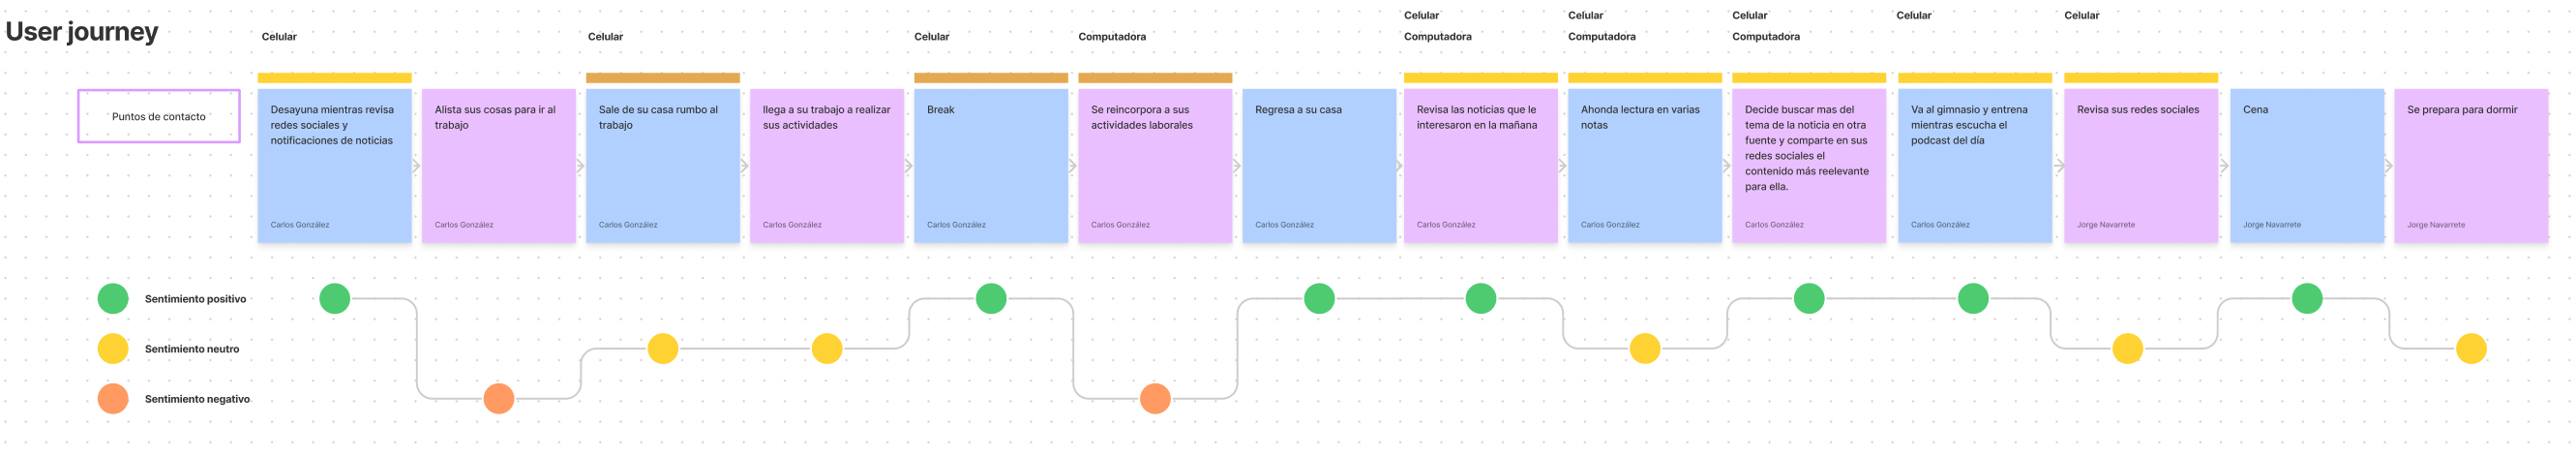 User journey
Celular
Celular
Celular
Computadora
Celular
Computadora
Celular
Computadora
Celular
Computadora
Celular
Celular
Puntos de contacto
Desayuna mientras revisa
redes sociales y
notificaciones de noticias
Carlos González
Alista sus cosas para ir al
trabajo
Carlos González
Sale de su casa rumbo al
trabajo
Carlos González
llega a su trabajo a realizar
sus actividades
Carlos González
Break
Carlos González
Se reincorpora a sus
actividades laborales
Carlos González
Regresa a su casa
Carlos González
Revisa las noticias que le
interesaron en la mañana
Carlos González
Ahonda lectura en varias
notas
Carlos González
Decide buscar mas del
tema de la noticia en otra
fuente y comparte en sus
redes sociales el
contenido más reelevante
para ella.
Carlos González
Va al gimnasio y entrena
mientras escucha el
podcast del día
Carlos González
Revisa sus redes sociales
Jorge Navarrete
Cena
Jorge Navarrete
Se prepara para dormir
Jorge Navarrete
Sentimiento positivo
Sentimiento neutro
Sentimiento negativo